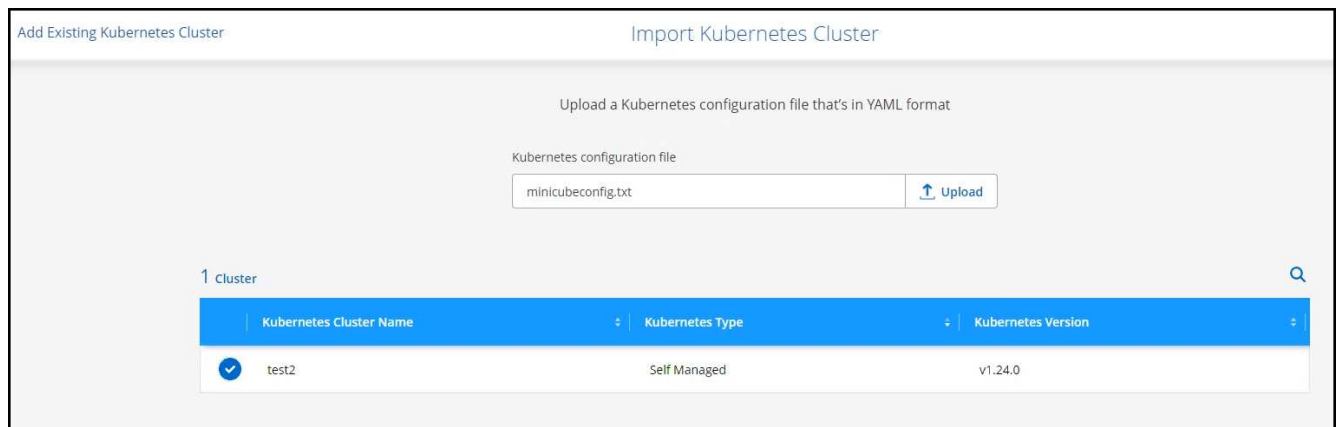 Add Existing Kubernetes Cluster
Import Kubernetes Cluster
Upload a Kubernetes configuration file that's in YAML format
Kubernetes configuration file
minicubeconfig.txt
Upload
1 Cluster
Kubernetes Cluster Name Kubernetes Type Kubernetes Version
test2 Self Managed v1.24.0